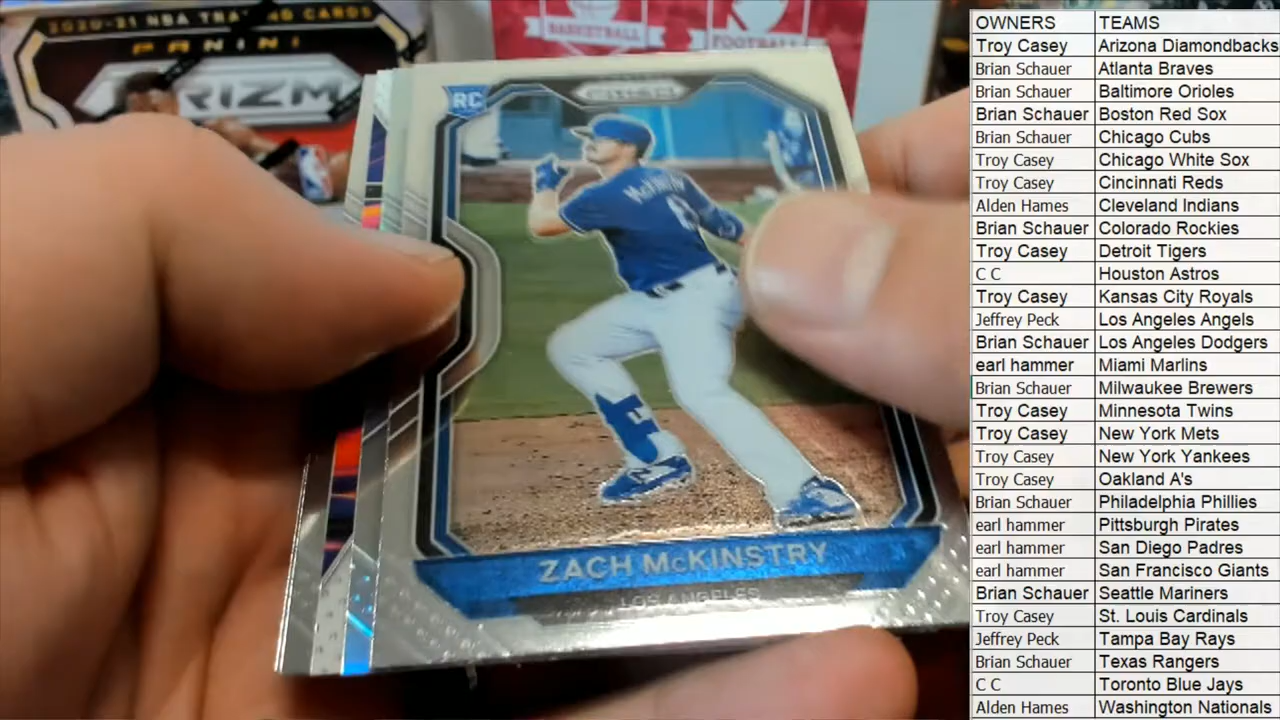 2020-21 NBA TRADING CARDS
PANINI
PRIZM
BASKETBALL
FOOTBALL
RC
PRIZM
McKINSTRY
8
ZACH McKINSTRY
LOS ANGELES
OWNERS TEAMS
Troy Casey Arizona Diamondbacks
Brian Schauer Atlanta Braves
Brian Schauer Baltimore Orioles
Brian Schauer Boston Red Sox
Brian Schauer Chicago Cubs
Troy Casey Chicago White Sox
Troy Casey Cincinnati Reds
Alden Hames Cleveland Indians
Brian Schauer Colorado Rockies
Troy Casey Detroit Tigers
C C Houston Astros
Troy Casey Kansas City Royals
Jeffrey Peck Los Angeles Angels
Brian Schauer Los Angeles Dodgers
earl hammer Miami Marlins
Brian Schauer Milwaukee Brewers
Troy Casey Minnesota Twins
Troy Casey New York Mets
Troy Casey New York Yankees
Troy Casey Oakland A's
Brian Schauer Philadelphia Phillies
earl hammer Pittsburgh Pirates
earl hammer San Diego Padres
earl hammer San Francisco Giants
Brian Schauer Seattle Mariners
Troy Casey St. Louis Cardinals
Jeffrey Peck Tampa Bay Rays
Brian Schauer Texas Rangers
C C Toronto Blue Jays
Alden Hames Washington Nationals